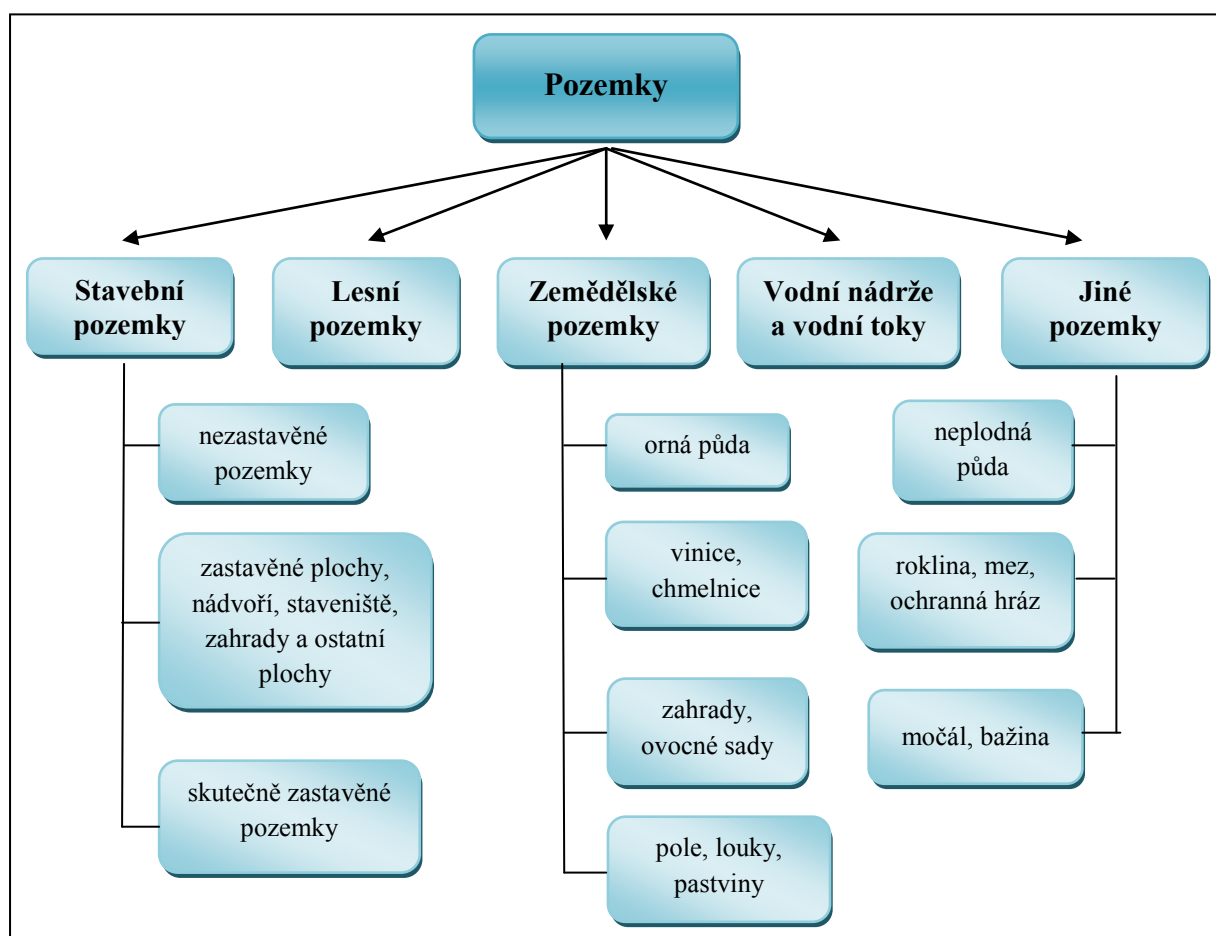 Pozemky
Stavební
pozemky
Lesní
pozemky
Zemědělské
pozemky
Vodní nádrže
a vodní toky
Jiné
pozemky
nezastavěné
pozemky
zastavěné plochy,
nádvoří, staveniště,
zahrady a ostatní
plochy
skutečně zastavěné
pozemky
orná půda
vinice,
chmelnice
zahrady,
ovocné sady
pole, louky,
pastviny
neplodná
půda
roklina, mez,
ochranná hráz
močál, bažina